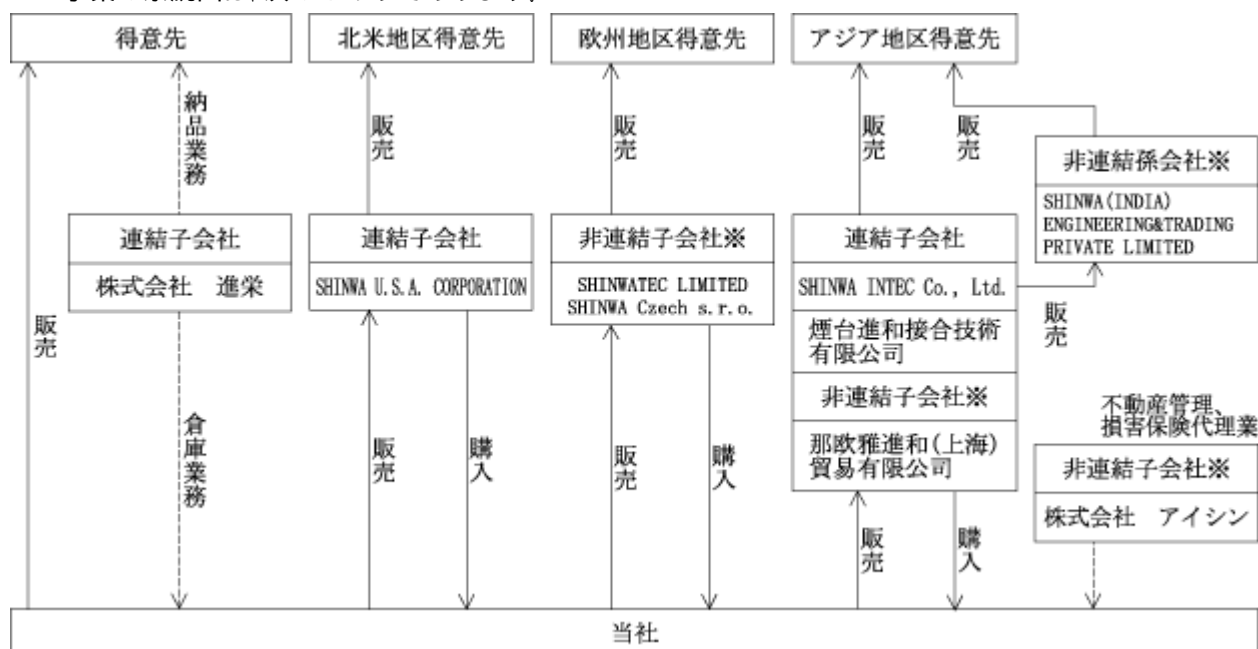 得意先
北米地区得意先
欧州地区得意先
アジア地区得意先
納品業務
販売
販売
販売
販売
非連結孫会社※
SHINWA(INDIA)
ENGINEERING&TRADING
PRIVATE LIMITED
連結子会社
株式会社 進栄
連結子会社
SHINWA U.S.A. CORPORATION
非連結子会社※
SHINWATEC LIMITED
SHINWA Czech s.r.o.
連結子会社
SHINWA INTEC Co., Ltd.
煙台進和接合技術
有限公司
非連結子会社※
那欧雅進和(上海)
貿易有限公司
販売
販売
不動産管理、
損害保険代理業
非連結子会社※
株式会社 アイシン
倉庫業務
販売
購入
販売
購入
販売
購入
当社